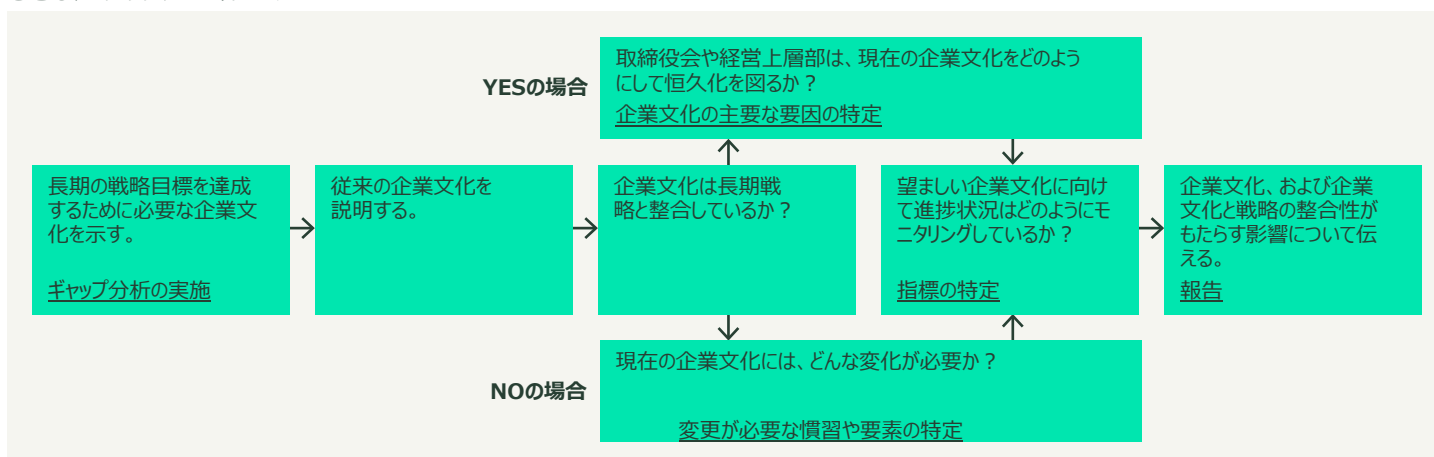 YESの場合
取締役会や経営上層部は、現在の企業文化をどのよう
にして恒久化を図るか？
企業文化の主要な要因の特定
長期の戦略目標を達成
するために必要な企業文
化を示す。
ギャップ分析の実施
従来の企業文化を
説明する。
企業文化は長期戦
略と整合しているか？
望ましい企業文化に向け
て進捗状況はどのようにモ
ニタリングしているか？
指標の特定
企業文化、および企業
文化と戦略の整合性が
もたらす影響について伝
える。
報告
NOの場合
現在の企業文化には、どんな変化が必要か？
変更が必要な慣習や要素の特定